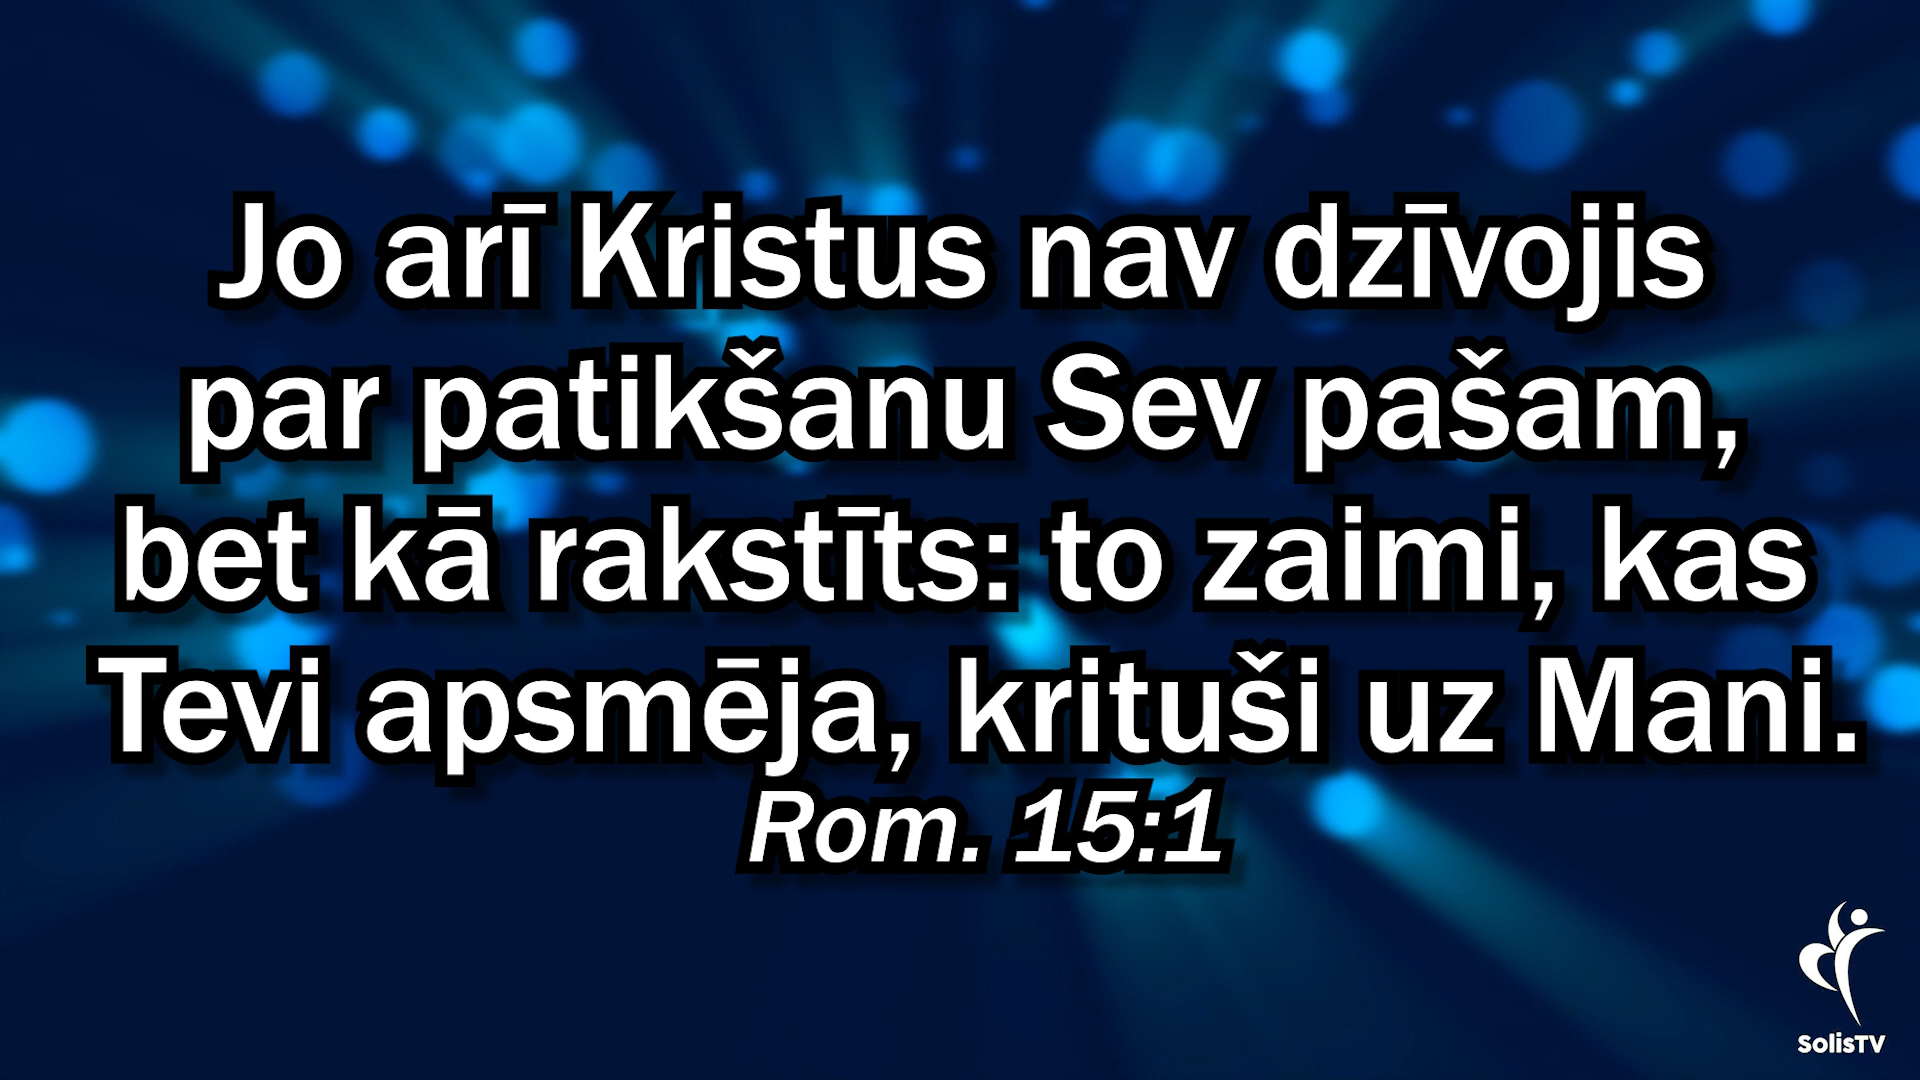 Jo arī Kristus nav dzīvojis
par patikšanu Sev pašam,
bet kā rakstīts: to zaimi, kas
Tevi apsmēja, krituši uz Mani.
Rom. 15:1
SolisTV